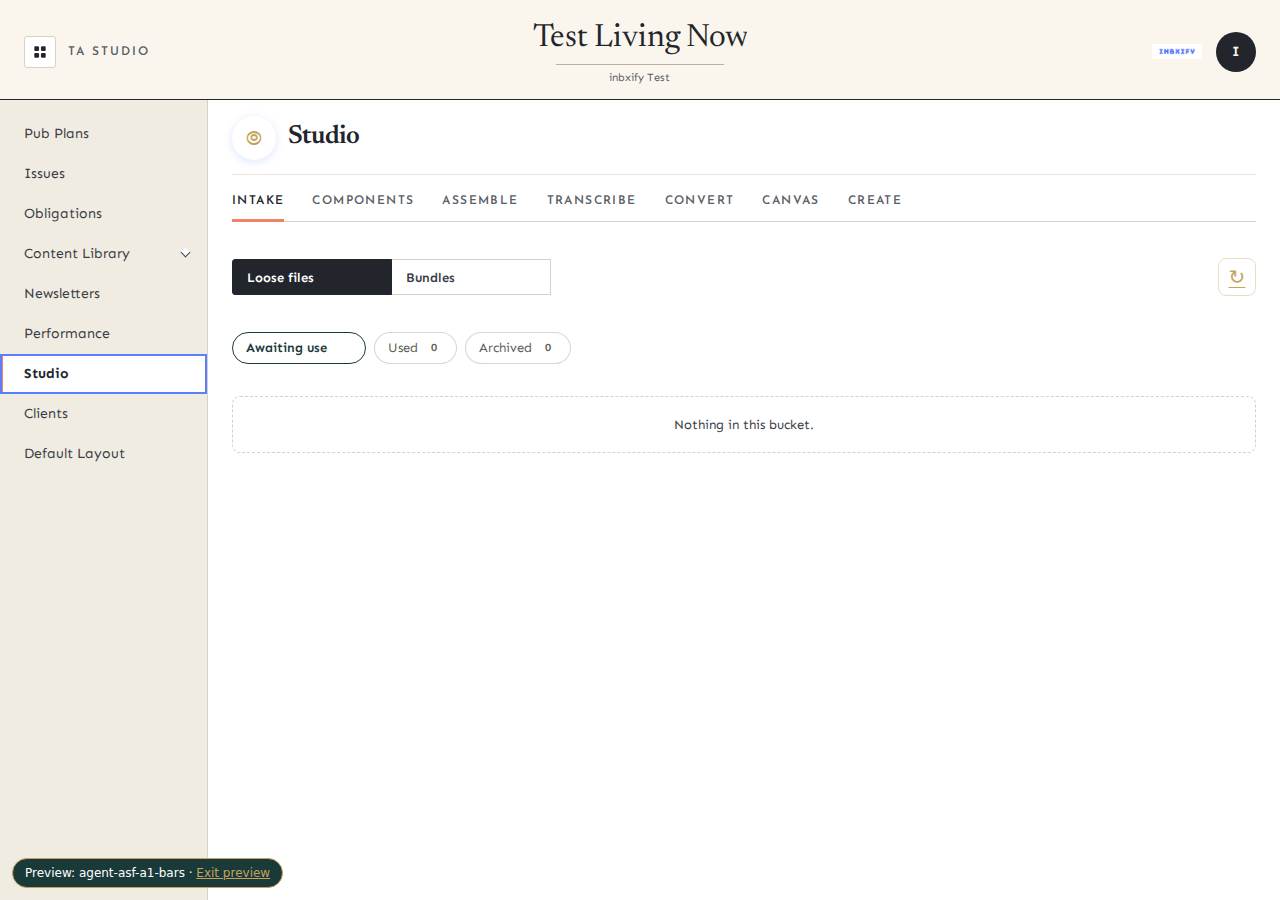 TA STUDIO
Test Living Now
inbxify Test
INBXIFY
I
Pub Plans
Issues
Obligations
Content Library
Newsletters
Performance
Studio
Clients
Default Layout
Studio
INTAKE COMPONENTS ASSEMBLE TRANSCRIBE CONVERT CANVAS CREATE
Loose files Bundles
Awaiting use Used 0 Archived 0
Nothing in this bucket.
Preview: agent-asf-a1-bars · Exit preview